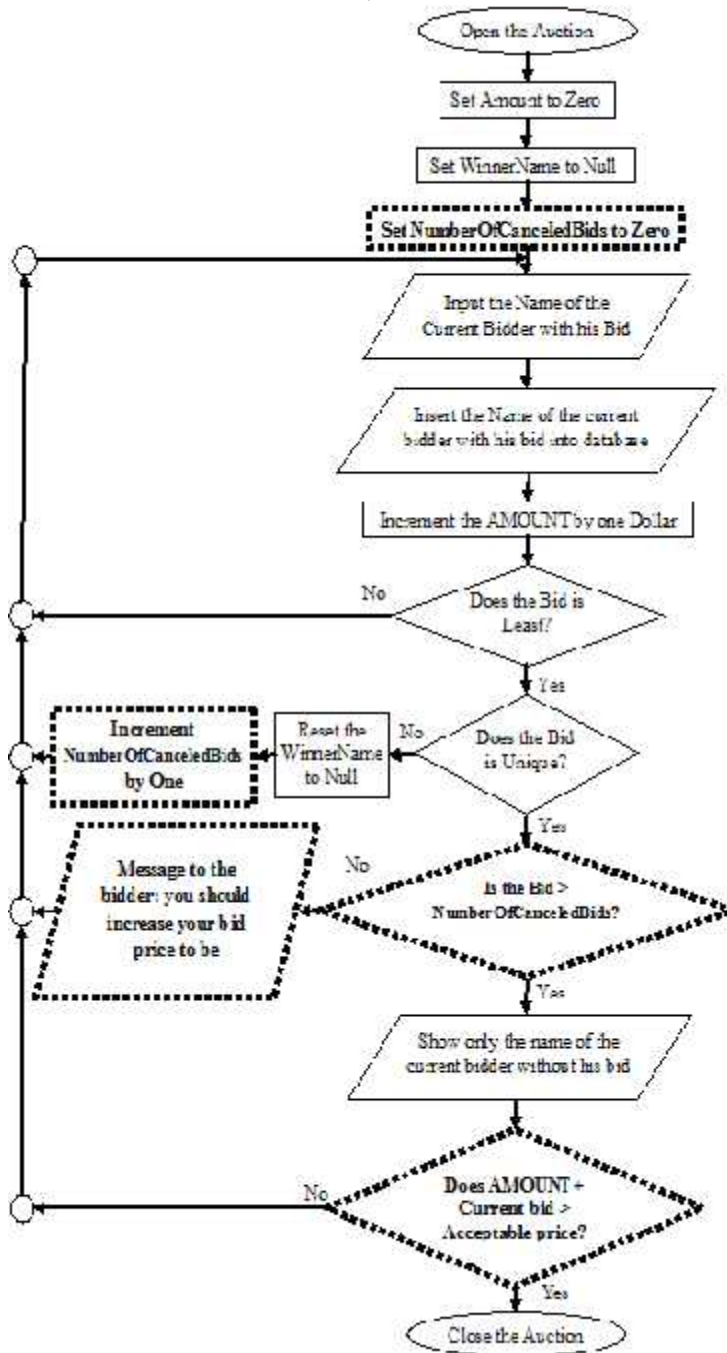 Open the Auction
Set Amount to Zero
Set WinnerName to Null
Set NumberOfCanceledBids to Zero
Input the Name of the
Current Bidder with his Bid
Insert the Name of the current
bidder with his bid into database
Increment the AMOUNT by one Dollar
No
Does the Bid is
Least?
Yes
Increment
NumberOfCanceledBids
by One
Reset the
WinnerName
to Null
No
Does the Bid
is Unique?
Yes
Message to the
bidder: you should
increase your bid
price to be
No
Is the Bid >
NumberOfCanceledBids?
Yes
Show only the name of the
current bidder without his bid
No
Does AMOUNT +
Current bid >
Acceptable price?
Yes
Close the Auction